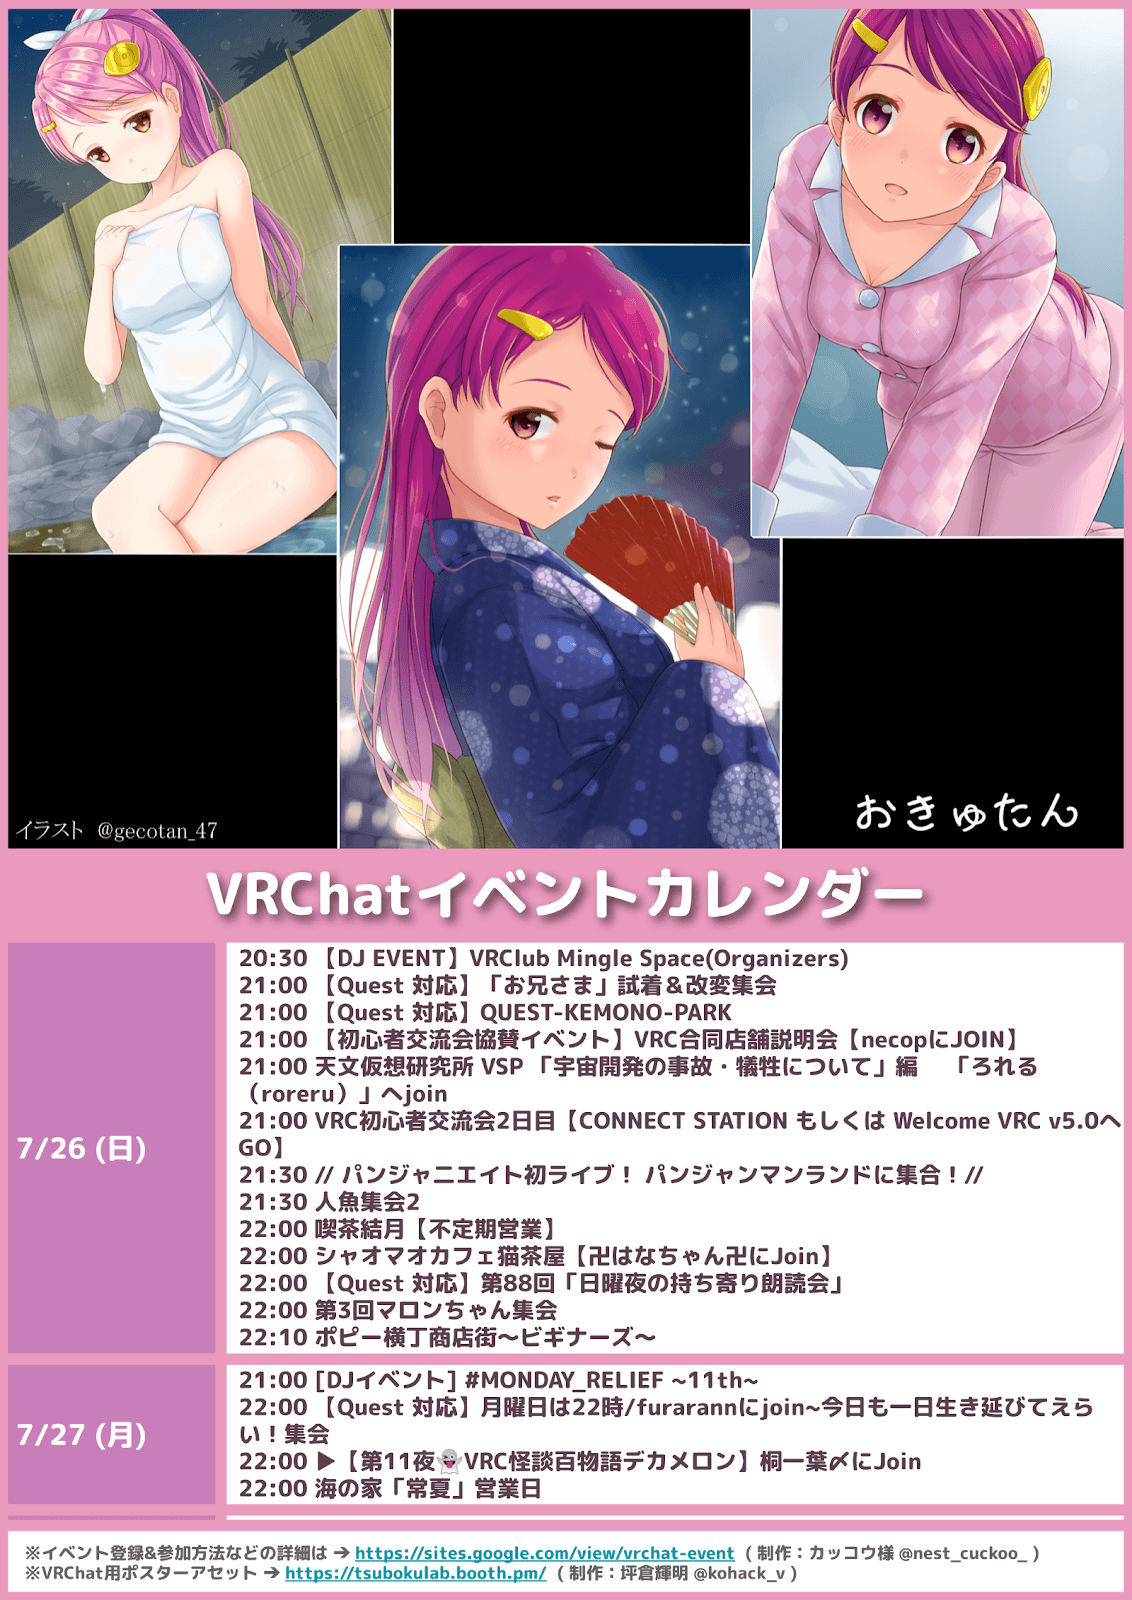 イラスト @gecotan_47
おきゅたん
VRChatイベントカレンダー
7/26 (日)
20:30 【DJ EVENT】VRClub Mingle Space(Organizers)
21:00 【Quest 対応】「お兄さま」試着＆改変集会
21:00 【Quest 対応】QUEST-KEMONO-PARK
21:00 【初心者交流会協賛イベント】VRC合同店舗説明会【necopにJOIN】
21:00 天文仮想研究所 VSP 「宇宙開発の事故・犠牲について」編 「ろれる
（roreru）」へjoin
21:00 VRC初心者交流会2日目【CONNECT STATION もしくは Welcome VRC v5.0へ
GO】
21:30 // パンジャニエイト初ライブ！ パンジャンマンランドに集合！//
21:30 人魚集会2
22:00 喫茶結月【不定期営業】
22:00 シャオマオカフェ猫茶屋【卍はなちゃん卍にJoin】
22:00 【Quest 対応】第88回「日曜夜の持ち寄り朗読会」
22:00 第3回マロンちゃん集会
22:10 ポピー横丁商店街〜ビギナーズ〜
7/27 (月)
21:00 [DJイベント] #MONDAY_RELIEF ~11th~
22:00 【Quest 対応】月曜日は22時/furarannにjoin~今日も一日生き延びてえら
い！集会
22:00 ▶【第11夜👻VRC怪談百物語デカメロン】桐一葉〆にJoin
22:00 海の家「常夏」営業日
※イベント登録&参加方法などの詳細は → https://sites.google.com/view/vrchat-event ( 制作：カッコウ様 @nest_cuckoo_ )
※VRChat用ポスターアセット → https://tsubokulab.booth.pm/ ( 制作：坪倉輝明 @kohack_v )